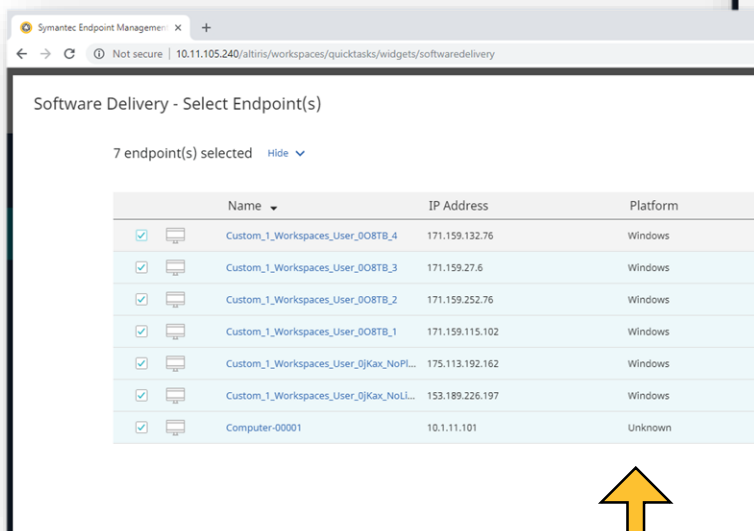 Symantec Endpoint Management
Not secure | 10.11.105.240/altiris/workspaces/quicktasks/widgets/softwaredelivery
Software Delivery - Select Endpoint(s)
7 endpoint(s) selected Hide
Name IP Address Platform
Custom_1_Workspaces_User_0O8TB_4 171.159.132.76 Windows
Custom_1_Workspaces_User_0O8TB_3 171.159.27.6 Windows
Custom_1_Workspaces_User_0O8TB_2 171.159.252.76 Windows
Custom_1_Workspaces_User_0O8TB_1 171.159.115.102 Windows
Custom_1_Workspaces_User_0jKax_NoPl... 175.113.192.162 Windows
Custom_1_Workspaces_User_0jKax_NoLi... 153.189.226.197 Windows
Computer-00001 10.1.11.101 Unknown